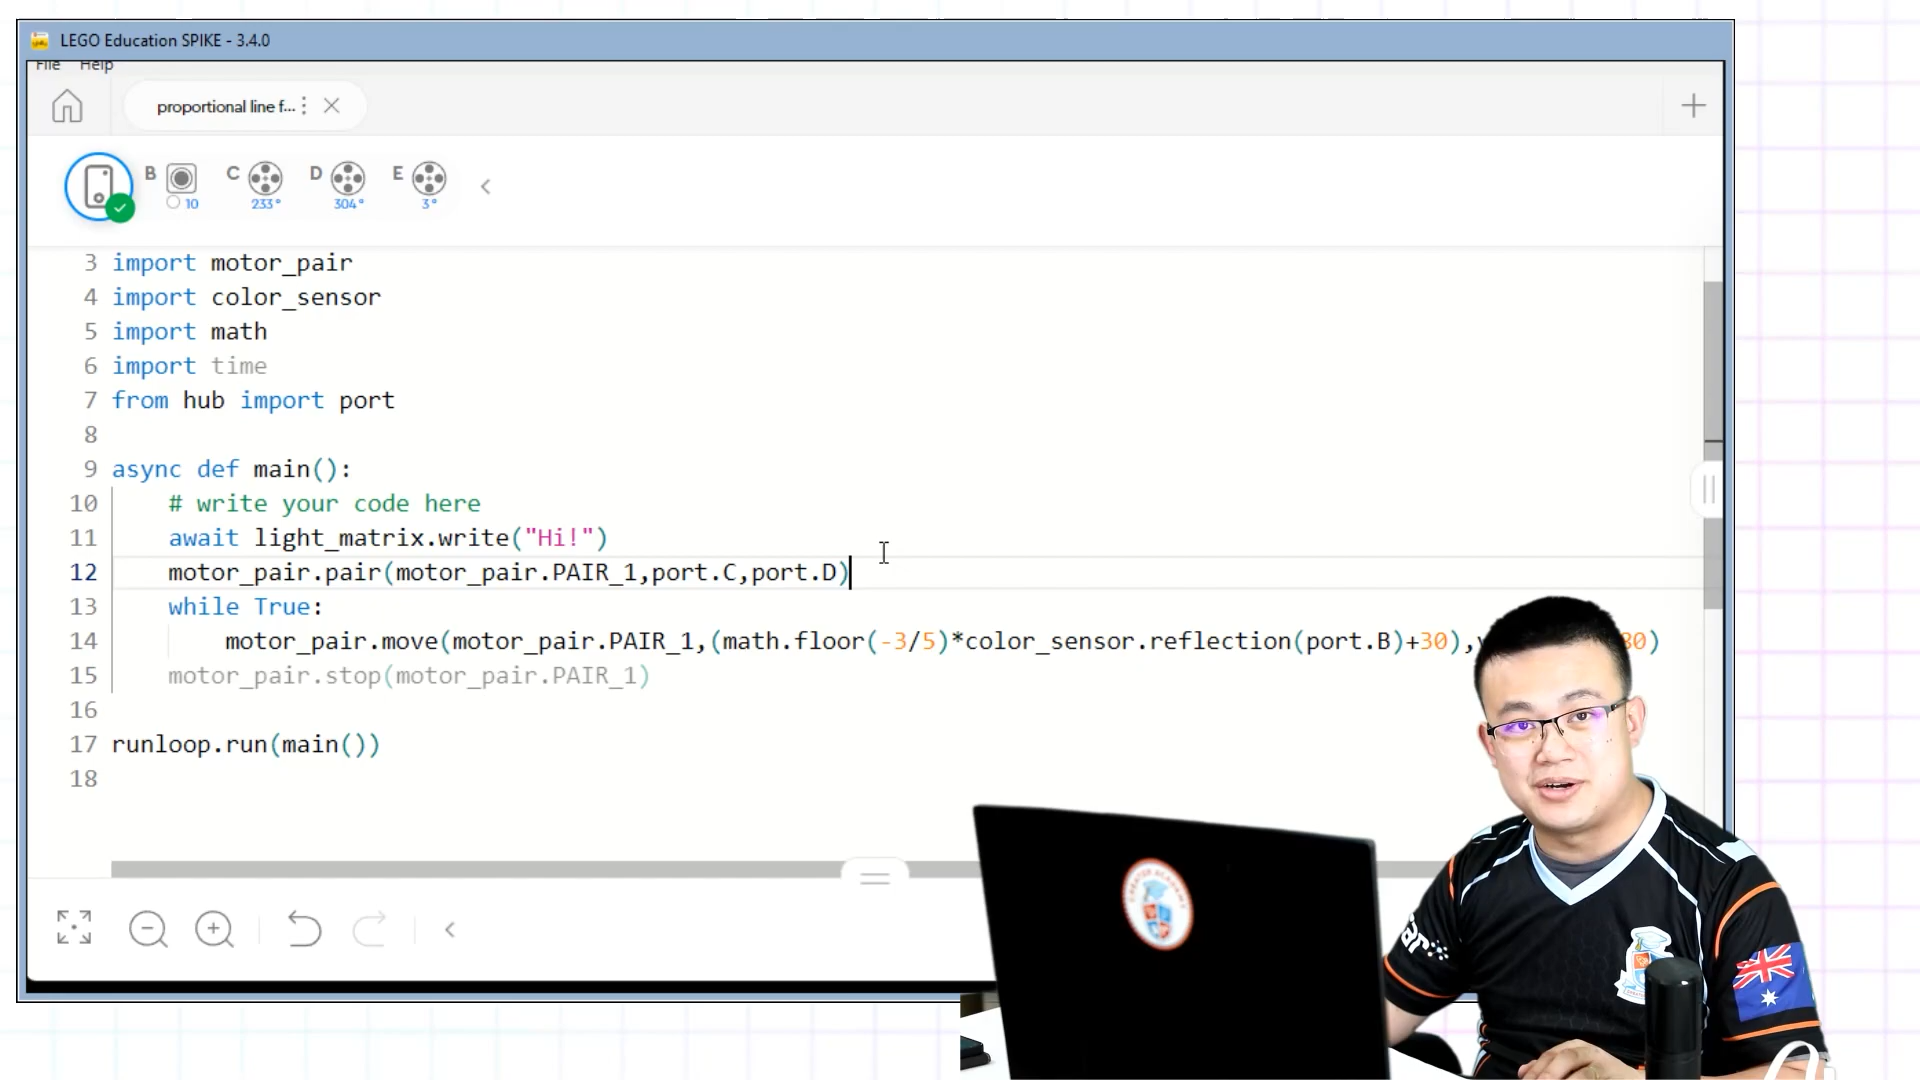 LEGO Education SPIKE - 3.4.0
File Help
proportional line f...
B C D E
10 233° 304° 3°
3 import motor_pair
4 import color_sensor
5 import math
6 import time
7 from hub import port
8
9 async def main():
10 # write your code here
11 await light_matrix.write("Hi!")
12 motor_pair.pair(motor_pair.PAIR_1,port.C,port.D)
13 while True:
14 motor_pair.move(motor_pair.PAIR_1,(math.floor(-3/5)*color_sensor.reflection(port.B)+30),
15 motor_pair.stop(motor_pair.PAIR_1)
16
17 runloop.run(main())
18